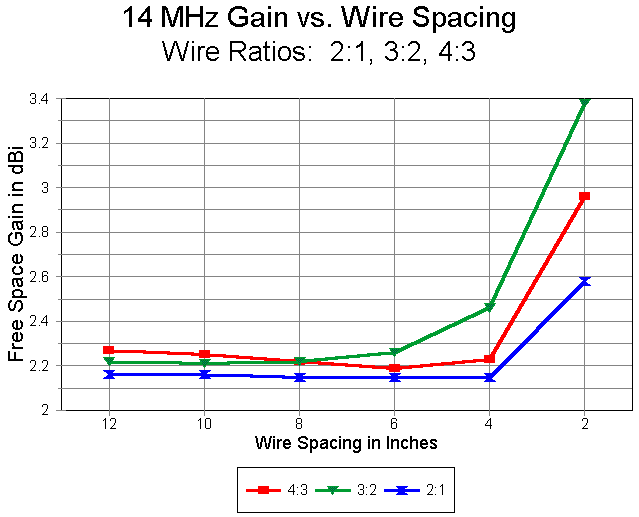 14 MHz Gain vs. Wire Spacing
Wire Ratios: 2:1, 3:2, 4:3
Free Space Gain in dBi
3.4
3.2
3
2.8
2.6
2.4
2.2
2
12 10 8 6 4 2
Wire Spacing in Inches
4:3 3:2 2:1